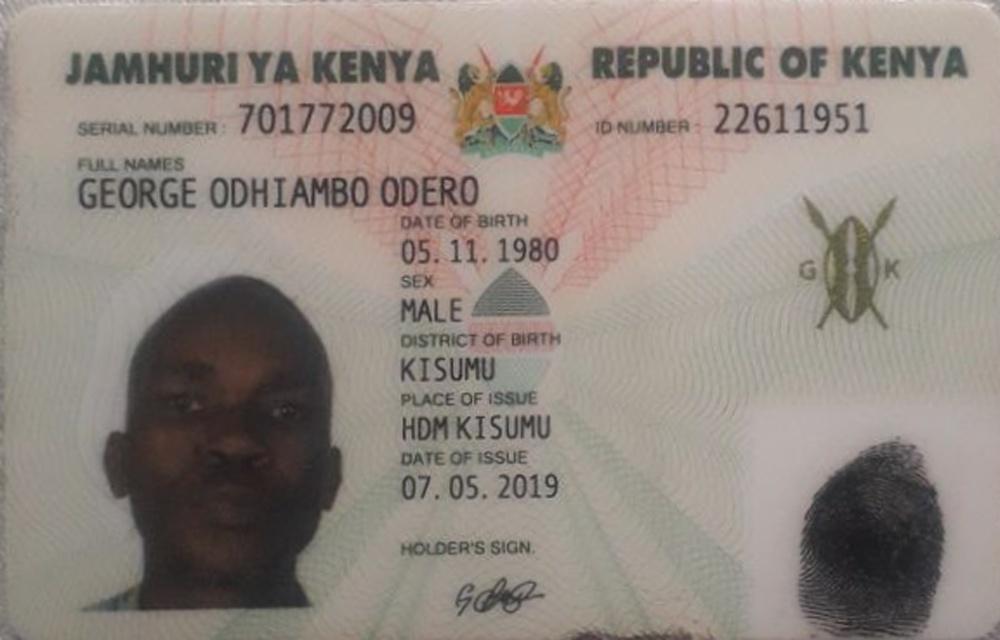 JAMHURI YA KENYA REPUBLIC OF KENYA
SERIAL NUMBER : 701772009 ID NUMBER : 22611951
FULL NAMES
GEORGE ODHIAMBO ODERO
DATE OF BIRTH
05. 11. 1980
SEX
MALE
G K
DISTRICT OF BIRTH
KISUMU
PLACE OF ISSUE
HDM KISUMU
DATE OF ISSUE
07. 05. 2019
HOLDER'S SIGN.